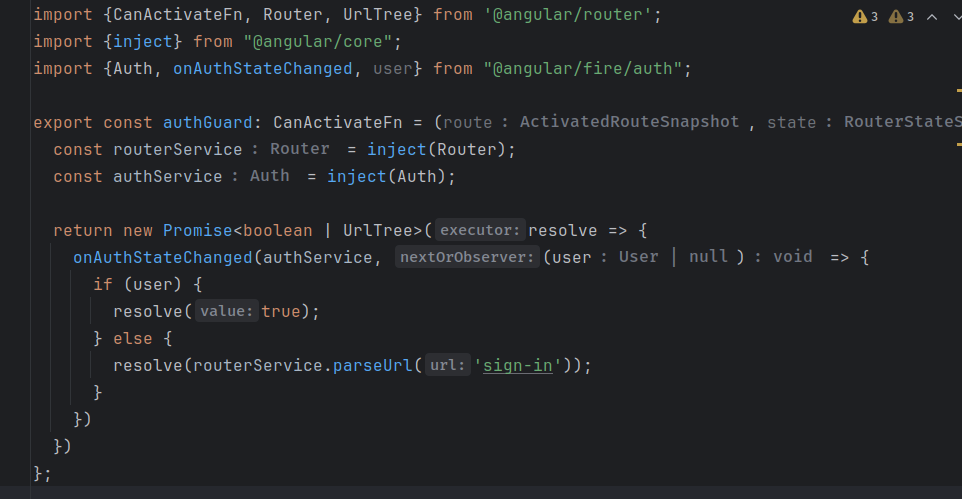 import {CanActivateFn, Router, UrlTree} from '@angular/router';
3 3
import {inject} from "@angular/core";
import {Auth, onAuthStateChanged, user} from "@angular/fire/auth";
export const authGuard: CanActivateFn = (route : ActivatedRouteSnapshot , state : RouterStateS
const routerService : Router = inject(Router);
const authService : Auth = inject(Auth);
return new Promise<boolean | UrlTree>( executor: resolve => {
onAuthStateChanged(authService, nextOrObserver: (user : User | null ) : void => {
if (user) {
resolve( value: true);
} else {
resolve(routerService.parseUrl( url: 'sign-in'));
}
})
})
};